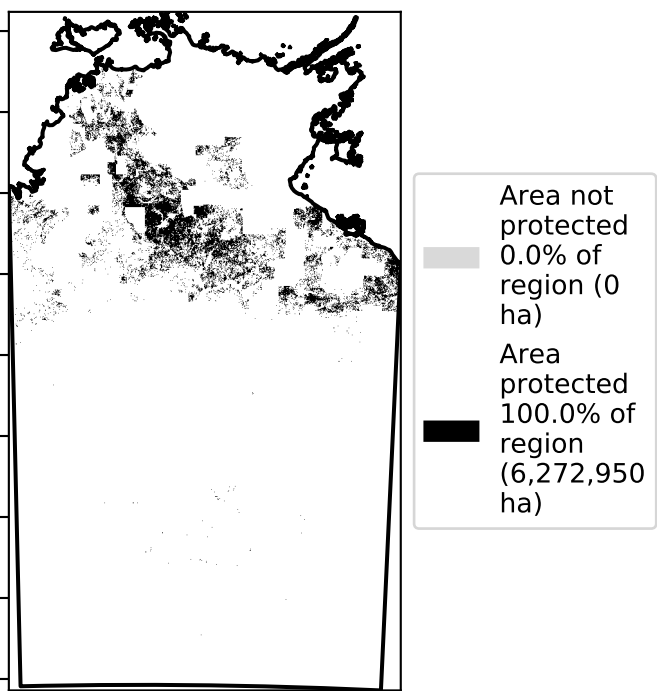 Area not
protected
0.0% of
region (0
ha)
Area
protected
100.0% of
region
(6,272,950
ha)